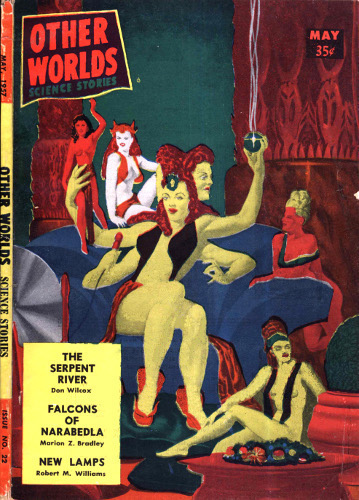 OTHER
WORLDS
SCIENCE STORIES
MAY
35¢
THE
SERPENT
RIVER
Don Wilcox
FALCONS
OF
NARABEDLA
Marion Z. Bradley
NEW LAMPS
Robert M. Williams
MAY, 1957
OTHER WORLDS
SCIENCE STORIES
ISSUE NO. 22